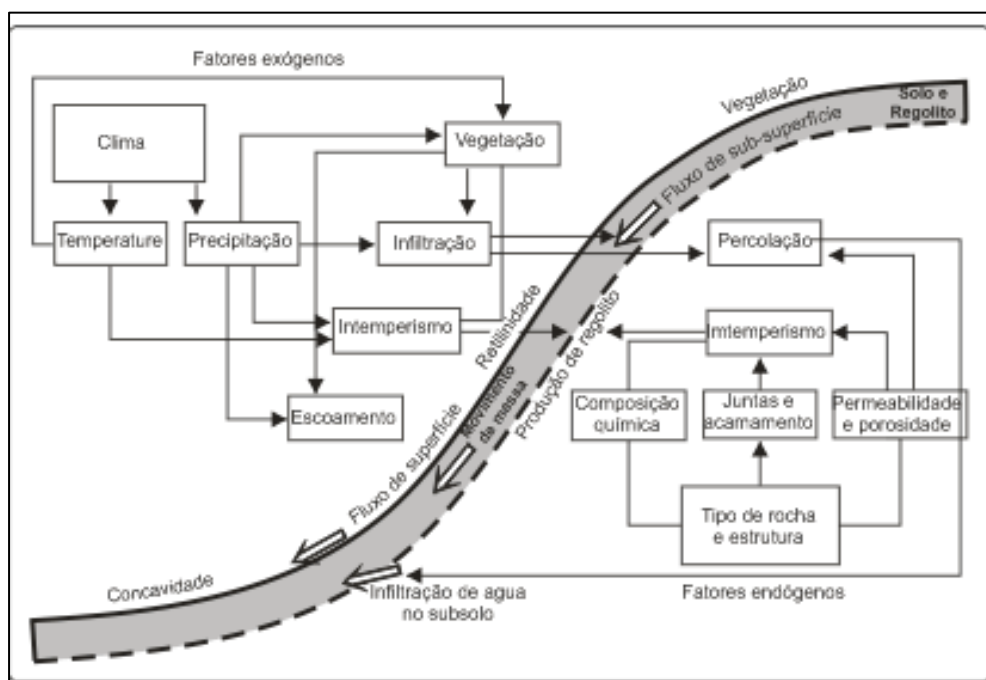 Fatores exógenos
Clima
Vegetação
Temperature
Precipitação
Infiltração
Intemperismo
Escoamento
Vegetação
Solo e
Regolito
Fluxo de sub-superfície
Percolação
Retilinidade
Produção de regolito
Movimento
de massa
Fluxo de superfície
Concavidade
Imtemperismo
Composição
química
Juntas e
acamamento
Permeabilidade
e porosidade
Tipo de rocha
e estrutura
Infiltração de agua
no subsolo
Fatores endógenos